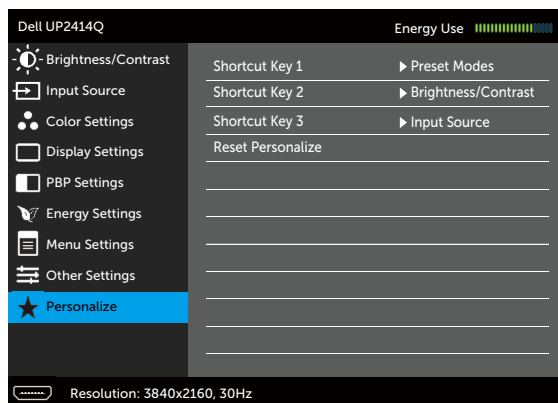 Dell UP2414Q Energy Use
Brightness/Contrast
Input Source
Color Settings
Display Settings
PBP Settings
Energy Settings
Menu Settings
Other Settings
Personalize
Shortcut Key 1 Preset Modes
Shortcut Key 2 Brightness/Contrast
Shortcut Key 3 Input Source
Reset Personalize
Resolution: 3840x2160, 30Hz